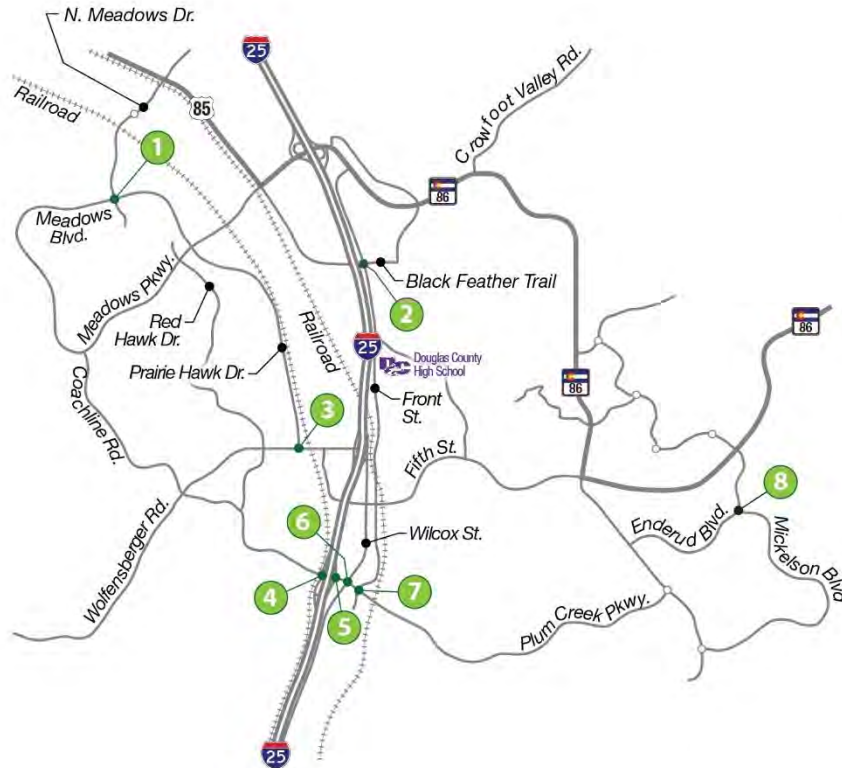 N. Meadows Dr.
25
Railroad
85
Crowfoot Valley Rd.
1
86
Meadows
Blvd.
Meadows Pkwy.
Black Feather Trail
2
Red
Hawk Dr.
Railroad
86
25
Douglas County
High School
Prairie Hawk Dr.
86
Front
St.
Coachline Rd.
3
Fifth St.
8
Wolfensberger Rd.
6
Wilcox St.
Enderud Blvd.
Mickelson Blvd
4
5
7
Plum Creek Pkwy.
25